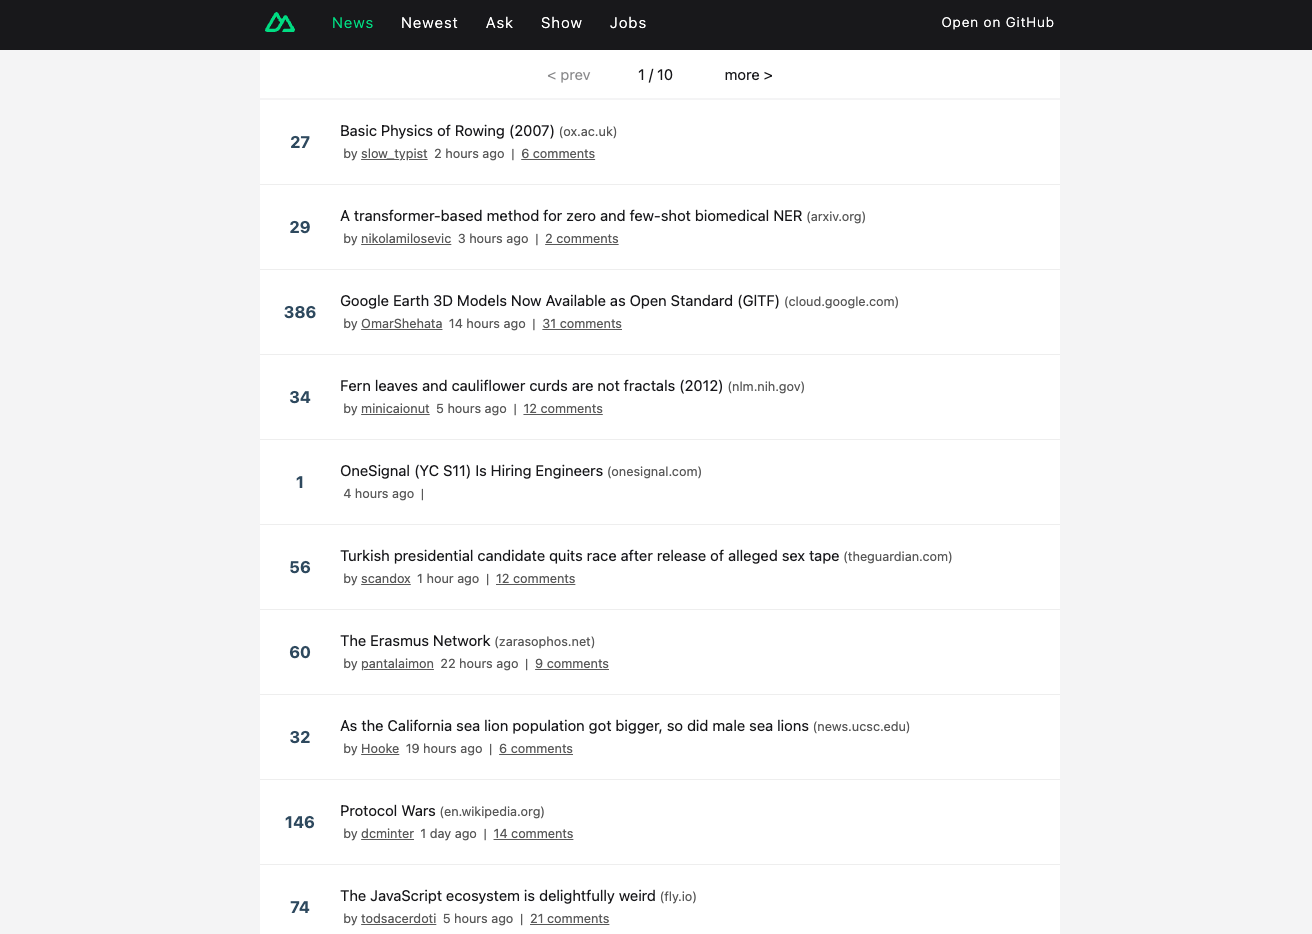 News Newest Ask Show Jobs Open on GitHub
< prev 1 / 10 more >
27
Basic Physics of Rowing (2007) (ox.ac.uk)
by slow_typist 2 hours ago | 6 comments
29
A transformer-based method for zero and few-shot biomedical NER (arxiv.org)
by nikolamilosevic 3 hours ago | 2 comments
386
Google Earth 3D Models Now Available as Open Standard (GlTF) (cloud.google.com)
by OmarShehata 14 hours ago | 31 comments
34
Fern leaves and cauliflower curds are not fractals (2012) (nlm.nih.gov)
by minicaionut 5 hours ago | 12 comments
1
OneSignal (YC S11) Is Hiring Engineers (onesignal.com)
4 hours ago |
56
Turkish presidential candidate quits race after release of alleged sex tape (theguardian.com)
by scandox 1 hour ago | 12 comments
60
The Erasmus Network (zarasophos.net)
by pantalaimon 22 hours ago | 9 comments
32
As the California sea lion population got bigger, so did male sea lions (news.ucsc.edu)
by Hooke 19 hours ago | 6 comments
146
Protocol Wars (en.wikipedia.org)
by dcminter 1 day ago | 14 comments
74
The JavaScript ecosystem is delightfully weird (fly.io)
by todsacerdoti 5 hours ago | 21 comments